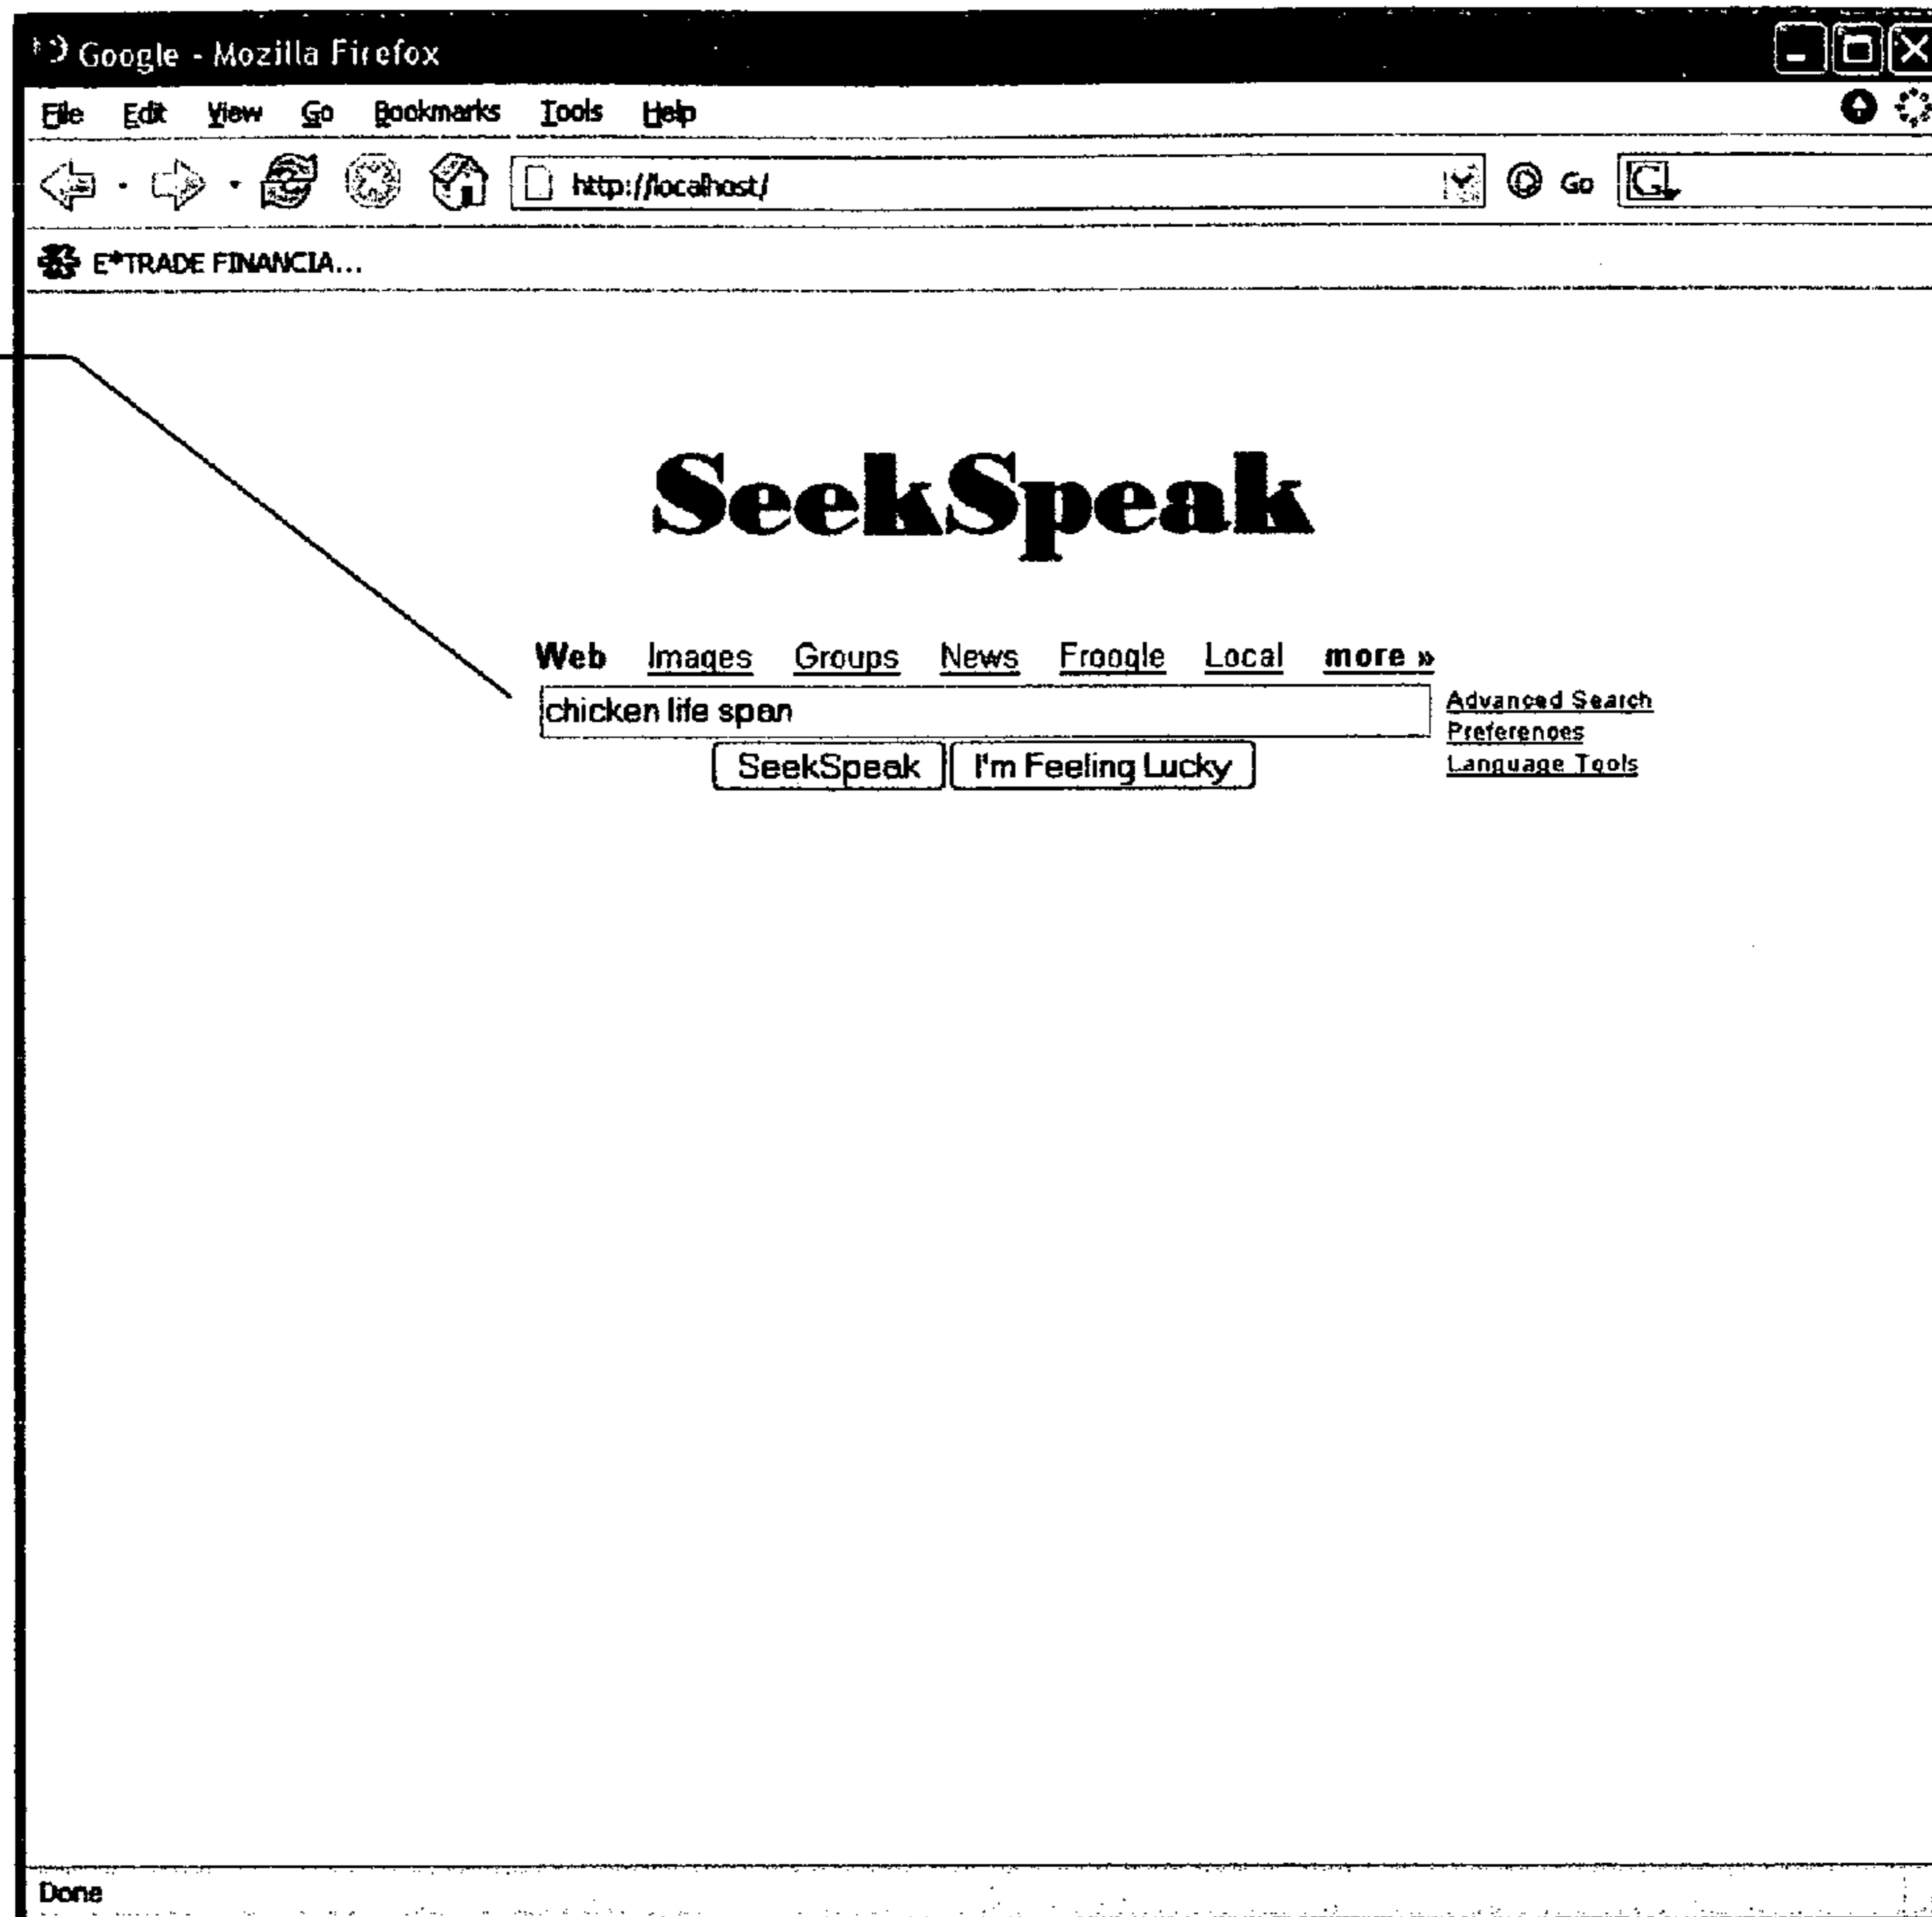 Google - Mozilla Firefox
File Edit View Go Bookmarks Tools Help
http://localhost/ Go G
E*TRADE FINANCIA...
SeekSpeak
Web Images Groups News Froogle Local more »
chicken life span
Advanced Search
Preferences
Language Tools
SeekSpeak I'm Feeling Lucky
Done